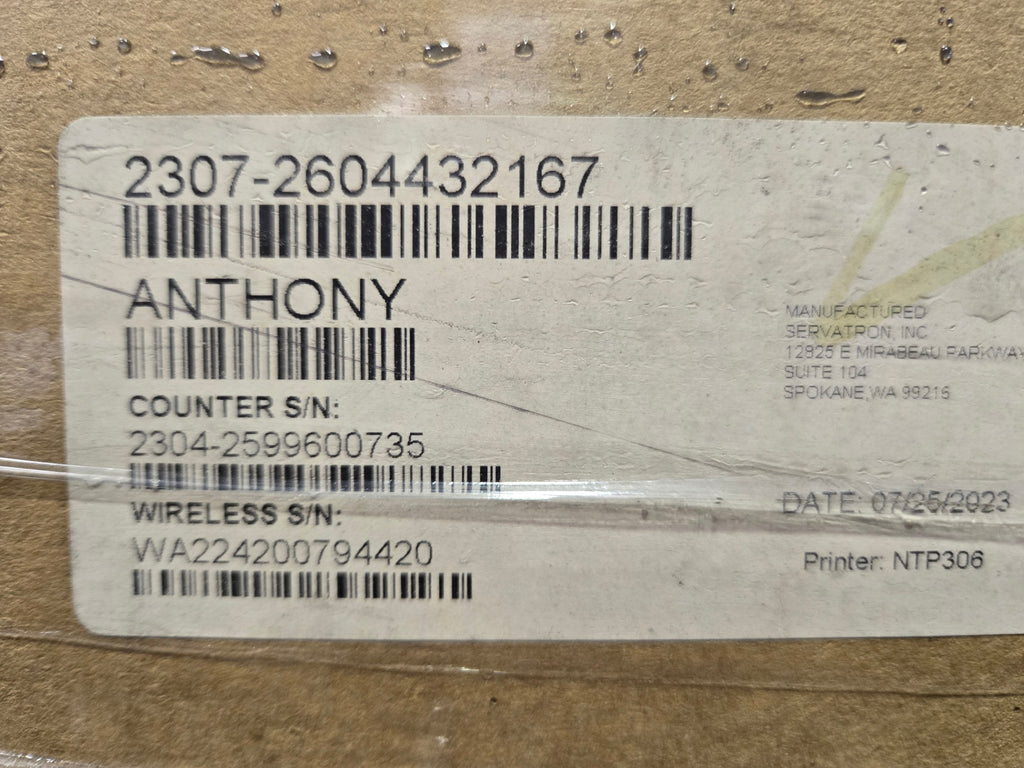 2307-2604432167
ANTHONY
COUNTER S/N:
2304-2599600735
WIRELESS S/N:
WA224200794420
MANUFACTURED
SERVATRON, INC
12825 E MIRABEAU PARKWAY
SUITE 104
SPOKANE, WA 99216
DATE: 07/25/2023
Printer: NTP306